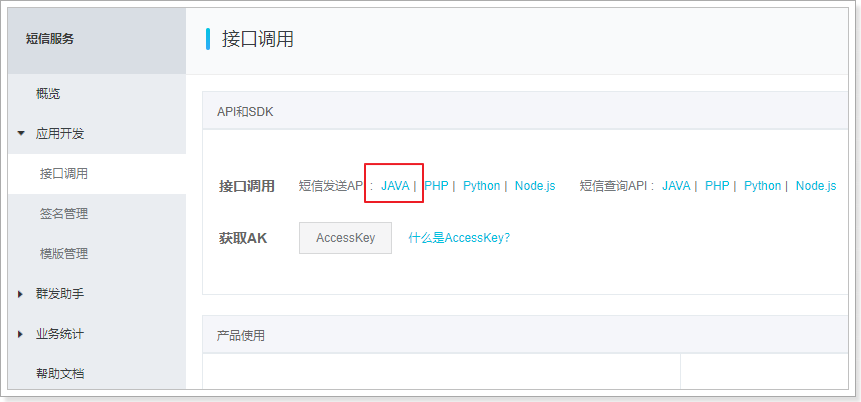 短信服务
概览
应用开发
接口调用
签名管理
模版管理
群发助手
业务统计
帮助文档
接口调用
API和SDK
接口调用 短信发送API : JAVA | PHP | Python | Node.js 短信查询API : JAVA | PHP | Python | Node.js
获取AK AccessKey 什么是AccessKey?
产品使用